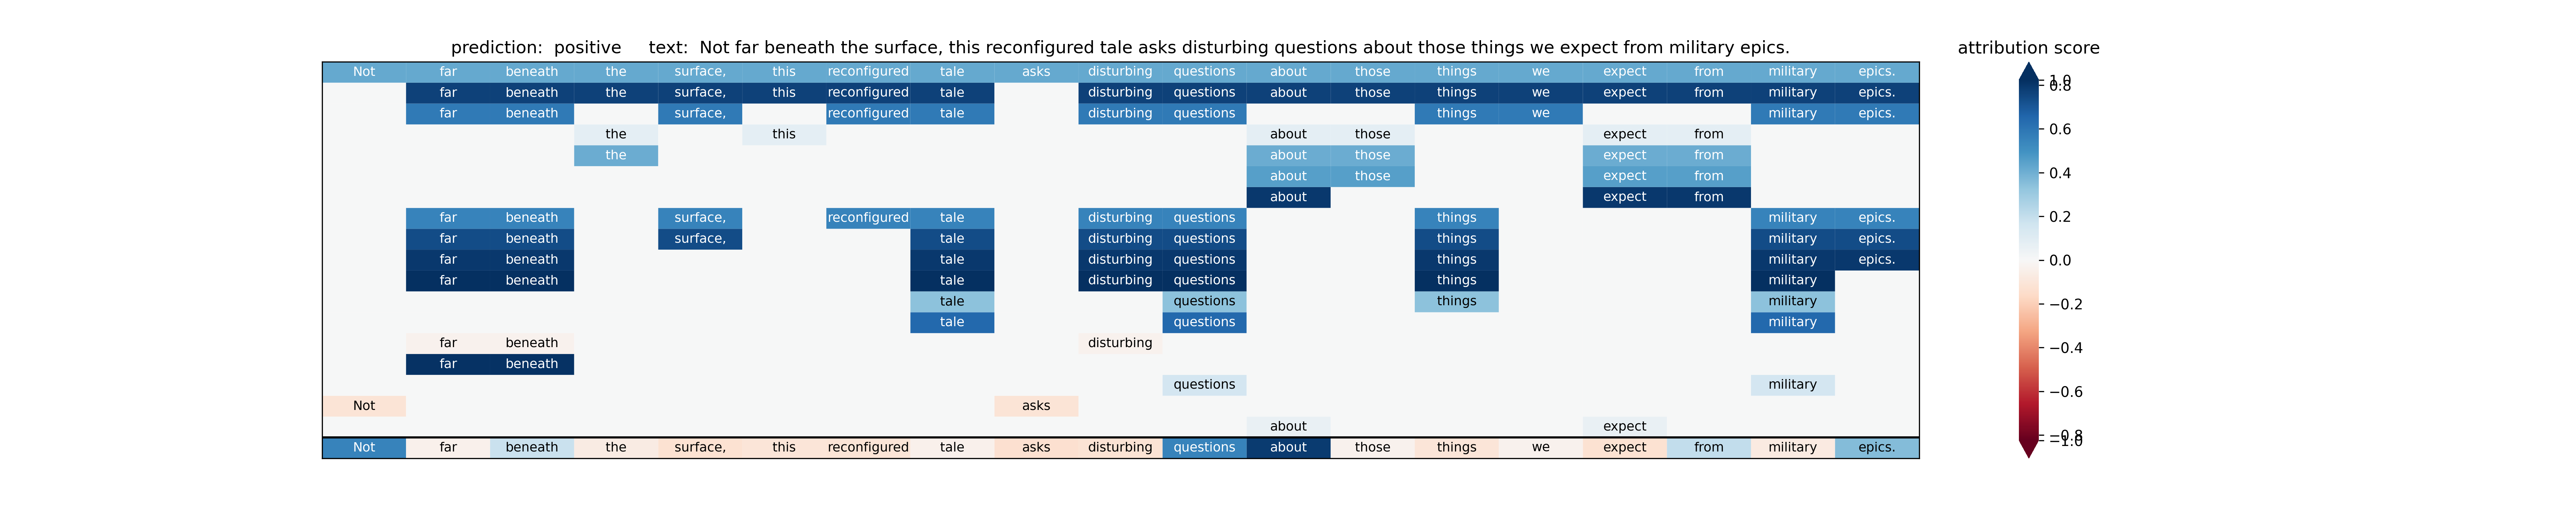 prediction: positive text: Not far beneath the surface, this reconfigured tale asks disturbing questions about those things we expect from military epics.
attribution score
Not far beneath the surface, this reconfigured tale asks disturbing questions about those things we expect from military epics.
far beneath the surface, this reconfigured tale disturbing questions about those things we expect from military epics.
far beneath surface, reconfigured tale disturbing questions things we military epics.
the this about those expect from
the about those expect from
about those expect from
about expect from
far beneath surface, reconfigured tale disturbing questions things military epics.
far beneath surface, tale disturbing questions things military epics.
far beneath tale disturbing questions things military epics.
far beneath tale disturbing questions things military
tale questions things military
tale questions military
far beneath disturbing
far beneath
questions military
Not asks
about expect
Not far beneath the surface, this reconfigured tale asks disturbing questions about those things we expect from military epics.
1.0
0.8
0.6
0.4
0.2
0.0
−0.2
−0.4
−0.6
−0.8
−1.0